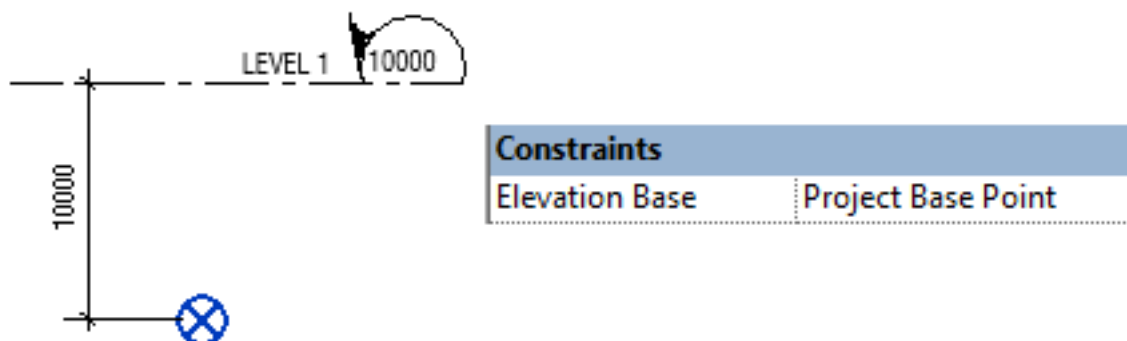 LEVEL 1
10000
10000
Constraints
Elevation Base Project Base Point